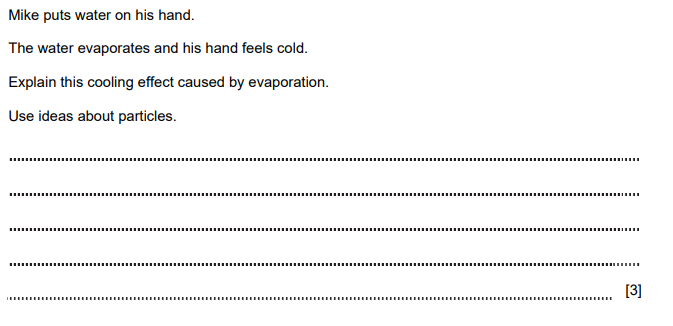 Mike puts water on his hand.
The water evaporates and his hand feels cold.
Explain this cooling effect caused by evaporation.
Use ideas about particles.
[3]